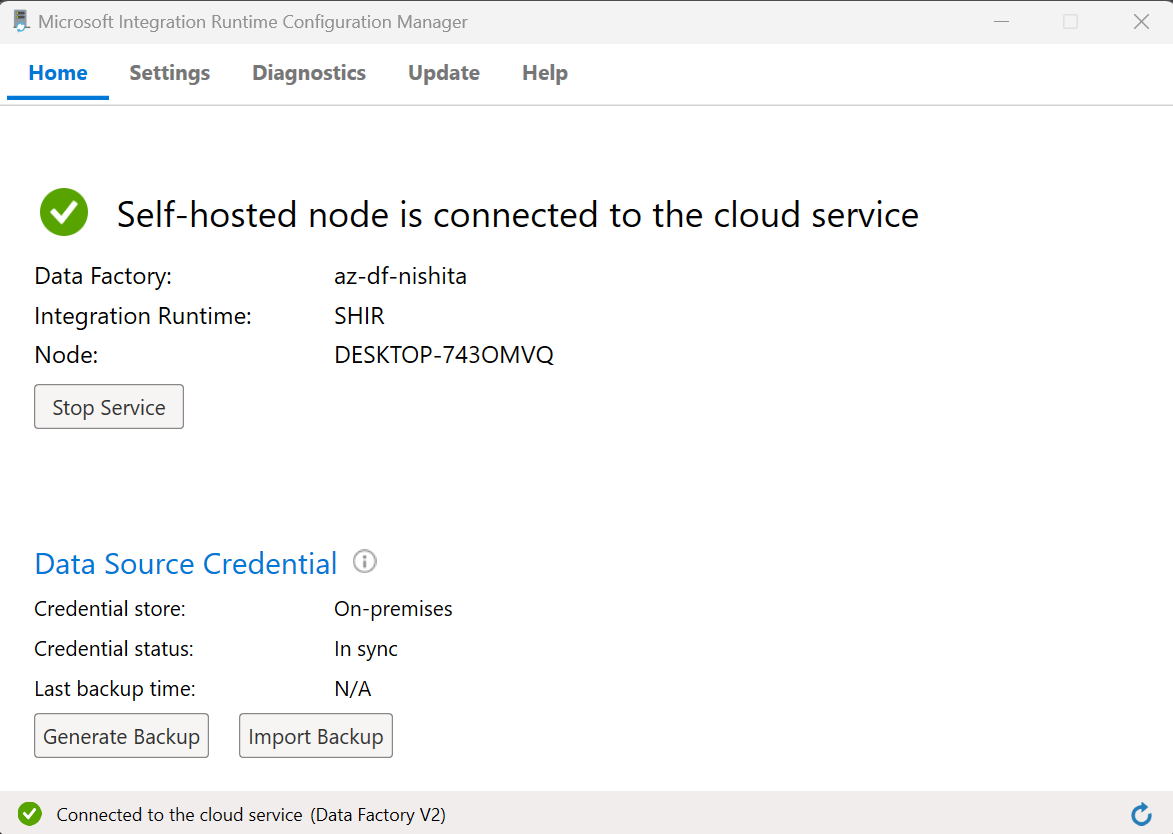 Microsoft Integration Runtime Configuration Manager
Home Settings Diagnostics Update Help
Self-hosted node is connected to the cloud service
Data Factory: az-df-nishita
Integration Runtime: SHIR
Node: DESKTOP-743OMVQ
Stop Service
Data Source Credential
Credential store: On-premises
Credential status: In sync
Last backup time: N/A
Generate Backup Import Backup
Connected to the cloud service (Data Factory V2)